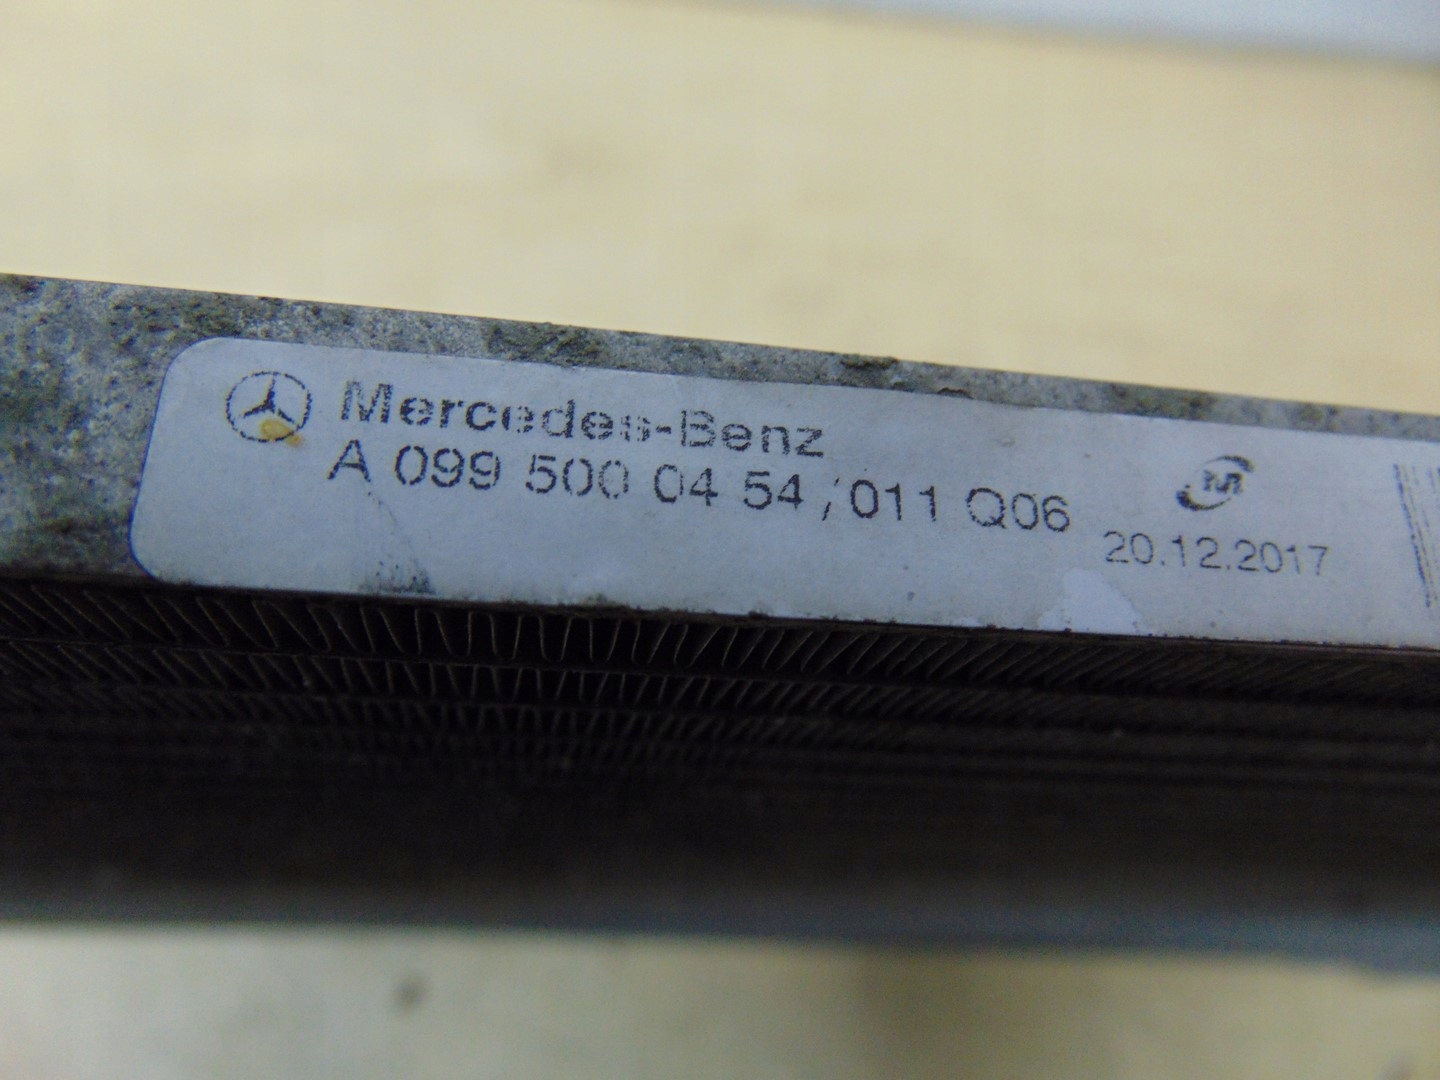 Mercedes-Benz
A 099 500 04 54 / 011 Q06
M
20.12.2017